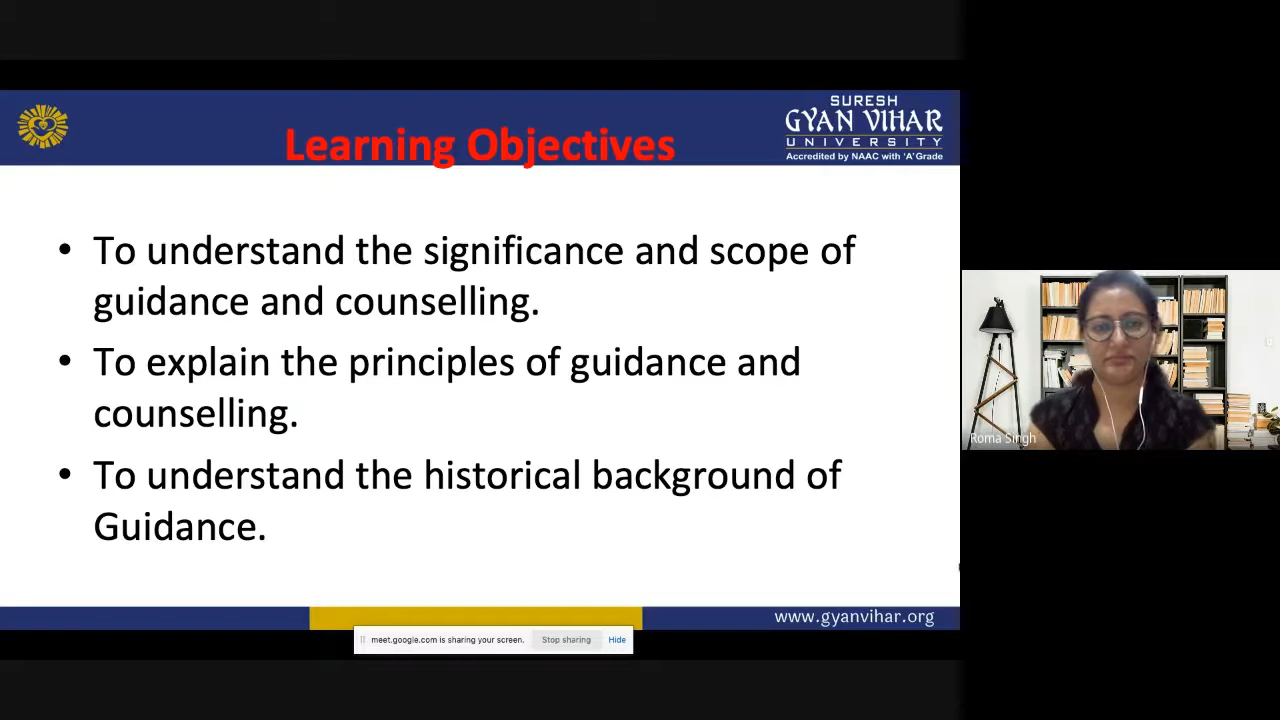 SURESH
GYAN VIHAR
UNIVERSITY
Accredited by NAAC with 'A' Grade
Learning Objectives
• To understand the significance and scope of
guidance and counselling.
• To explain the principles of guidance and
counselling.
• To understand the historical background of
Guidance.
Roma Singh
www.gyanvihar.org
meet.google.com is sharing your screen. Stop sharing Hide